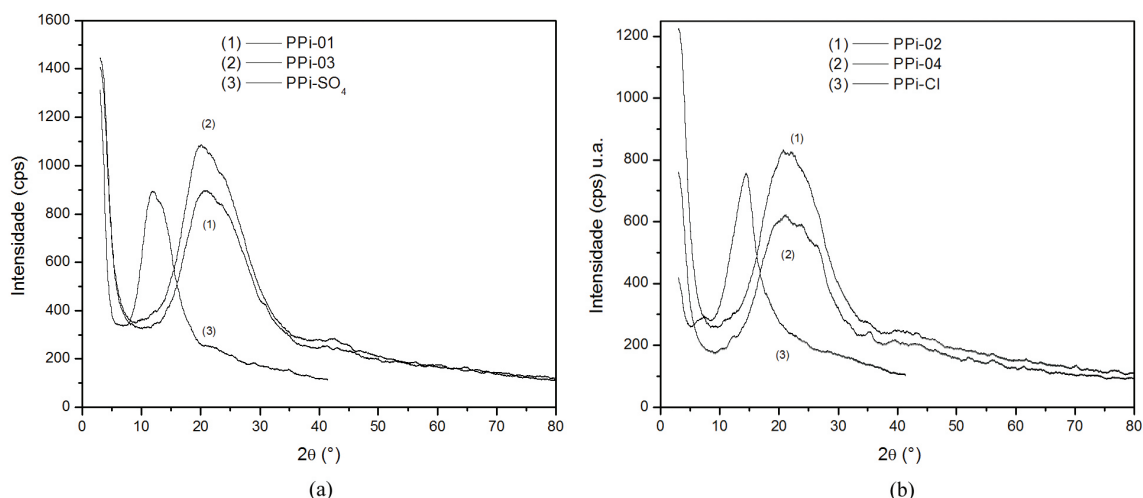 (a)
Intensidade (cps)
1600
1400
1200
1000
800
600
400
200
0
(1) PPi-01
(2) PPi-03
(3) PPi-SO₄
(2)
(1)
(3)
0 10 20 30 40 50 60 70 80
2θ (°)
(b)
Intensidade (cps) u.a.
1200
1000
800
600
400
200
0
(1) PPi-02
(2) PPi-04
(3) PPi-Cl
(1)
(2)
(3)
0 10 20 30 40 50 60 70 80
2θ (°)
(a)
(b)